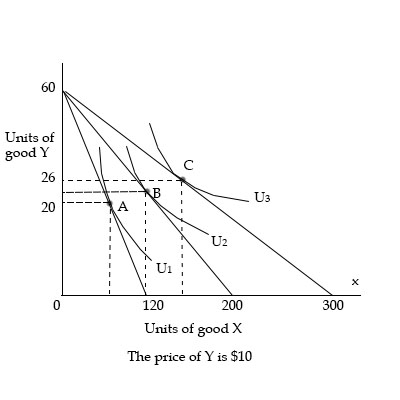 60
Units of
good Y
C
26
B
U3
20
A
U2
U1
x
0
120
200
300
Units of good X
The price of Y is $10